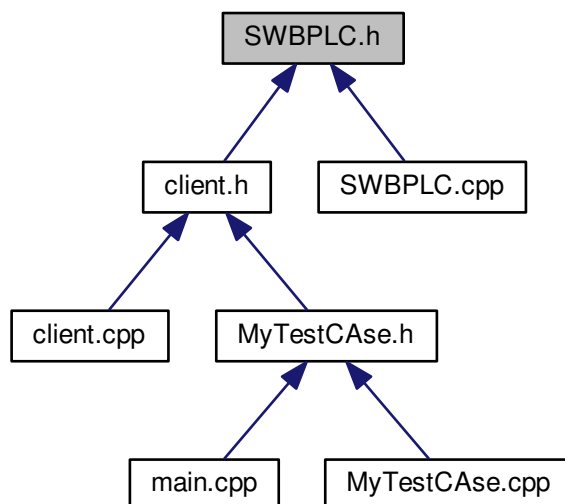 SWBPLC.h
client.h
SWBPLC.cpp
client.cpp
MyTestCAse.h
main.cpp
MyTestCAse.cpp